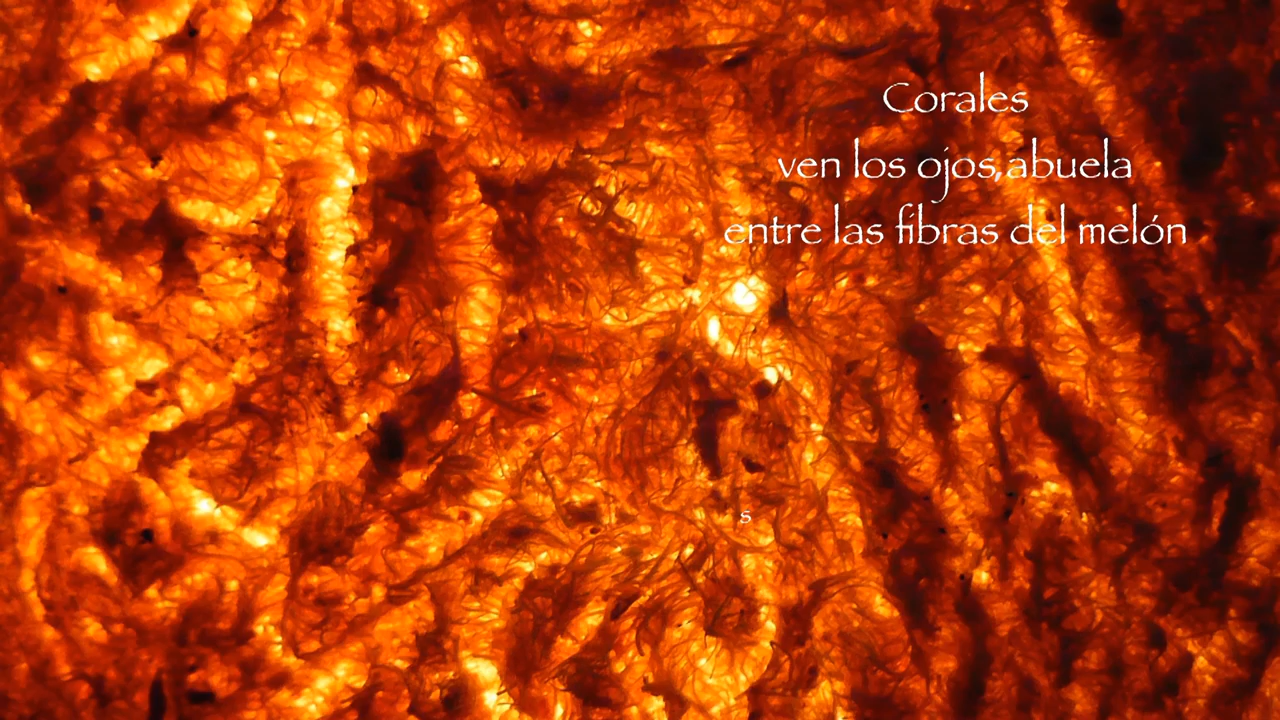 Corales
ven los ojos, abuela
entre las fibras del melón
s